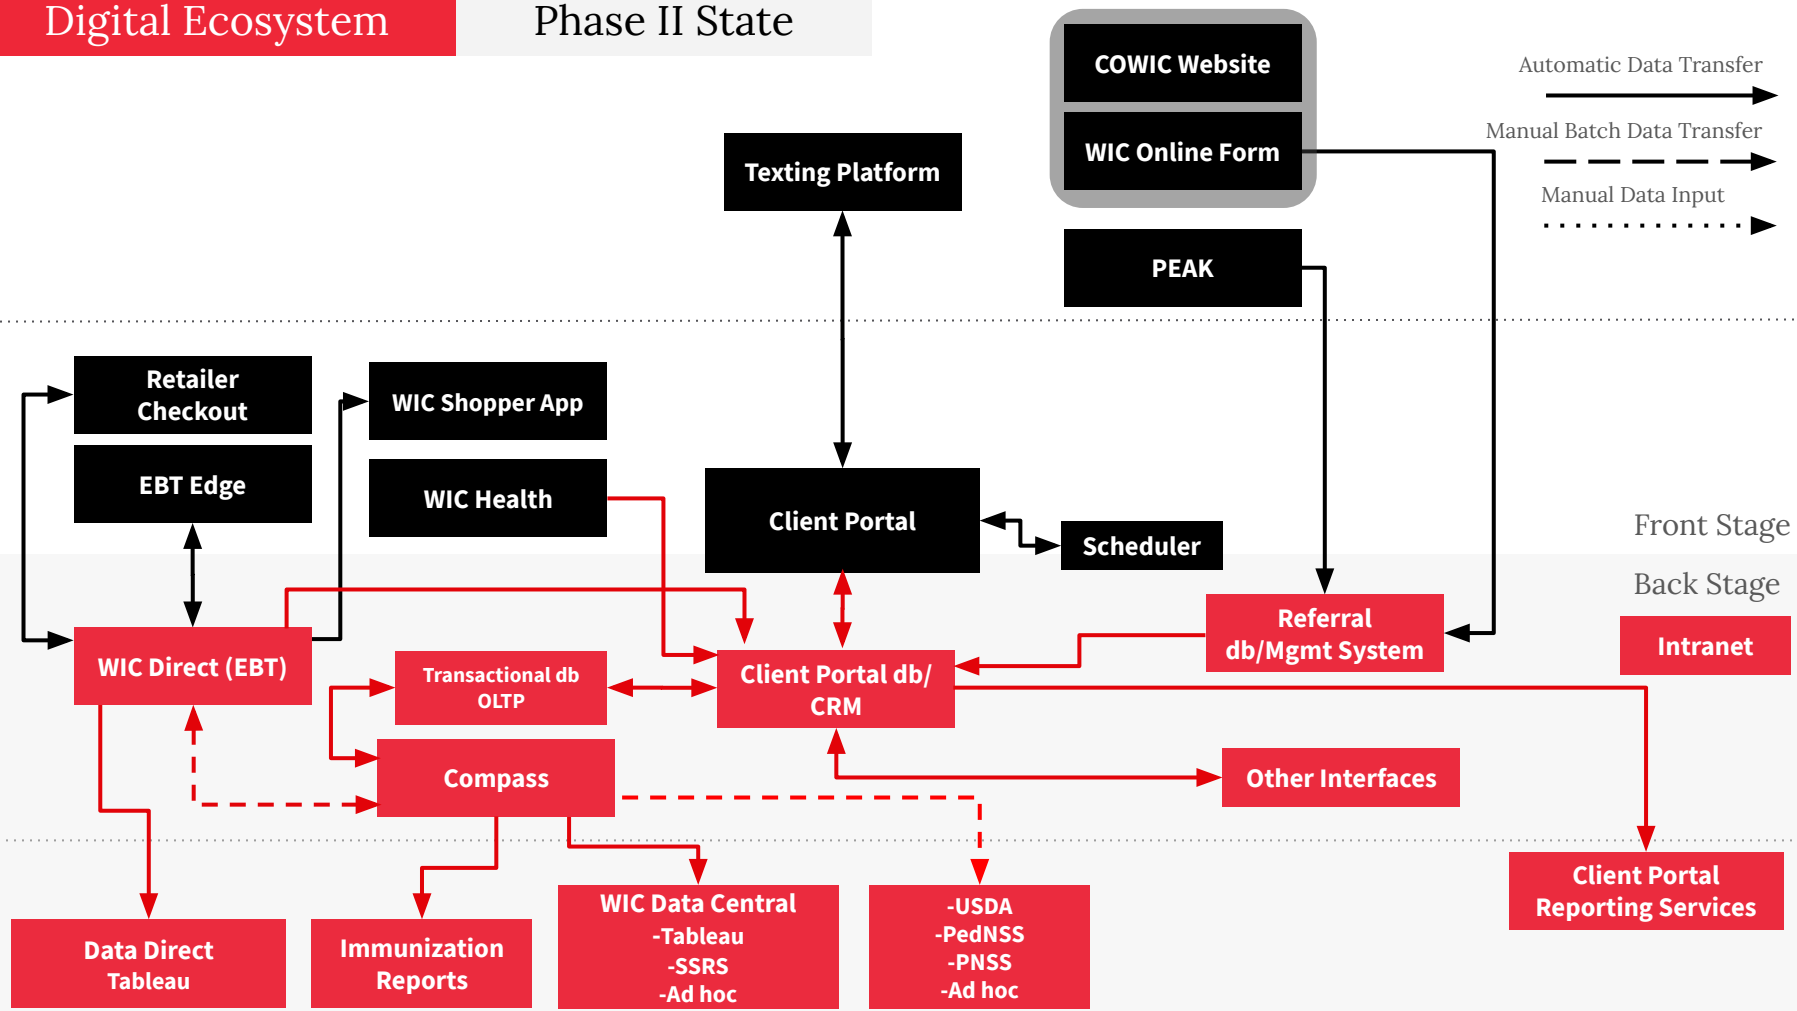 Digital Ecosystem
Phase II State
COWIC Website
WIC Online Form
Automatic Data Transfer
Manual Batch Data Transfer
Manual Data Input
Texting Platform
PEAK
Retailer
Checkout
EBT Edge
WIC Shopper App
WIC Health
Client Portal
Scheduler
Front Stage
Back Stage
Intranet
WIC Direct (EBT)
Transactional db
OLTP
Client Portal db/
CRM
Referral
db/Mgmt System
Compass
Other Interfaces
Data Direct
Tableau
Immunization
Reports
WIC Data Central
-Tableau
-SSRS
-Ad hoc
-USDA
-PedNSS
-PNSS
-Ad hoc
Client Portal
Reporting Services